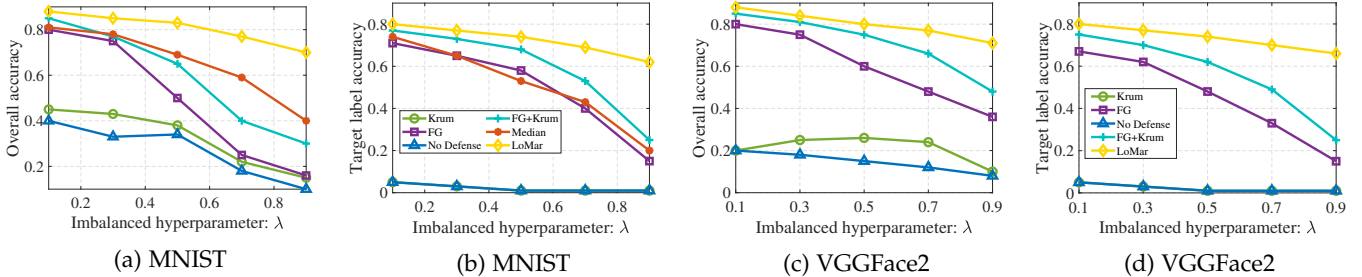 Overall accuracy
0.8
0.6
0.4
0.2
0.2 0.4 0.6 0.8
Imbalanced hyperparameter: λ
(a) MNIST
Target label accuracy
0.8
0.6
0.4
0.2
0
Krum
FG
No Defense
FG+Krum
Median
LoMar
0.2 0.4 0.6 0.8
Imbalanced hyperparameter: λ
(b) MNIST
Overall accuracy
0.8
0.6
0.4
0.2
0
0.1 0.3 0.5 0.7 0.9
Imbalanced hyperparameter: λ
(c) VGGFace2
Target label accuracy
0.8
0.6
0.4
0.2
0
Krum
FG
No Defense
FG+Krum
LoMar
0.1 0.3 0.5 0.7 0.9
Imbalanced hyperparameter: λ
(d) VGGFace2